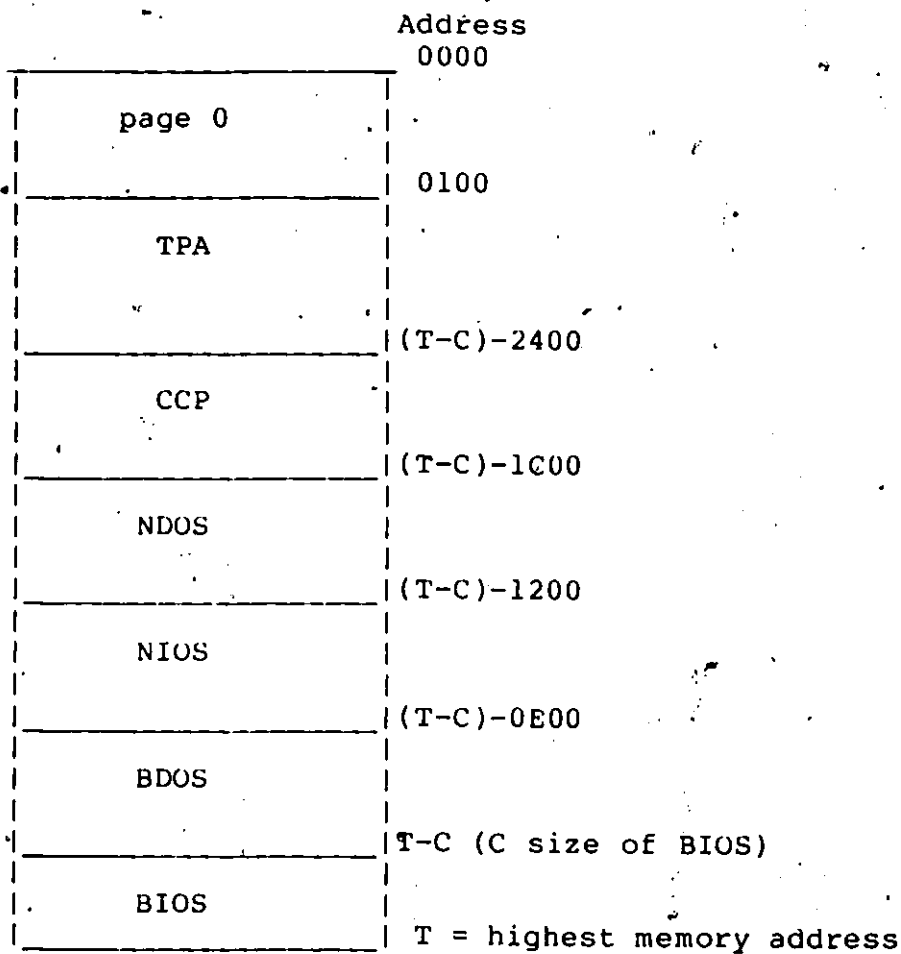 Address
0000
page 0
0100
TPA
(T-C)-2400
CCP
(T-C)-1C00
NDOS
(T-C)-1200
NIOS
(T-C)-0E00
BDOS
T-C (C size of BIOS)
BIOS
T = highest memory address